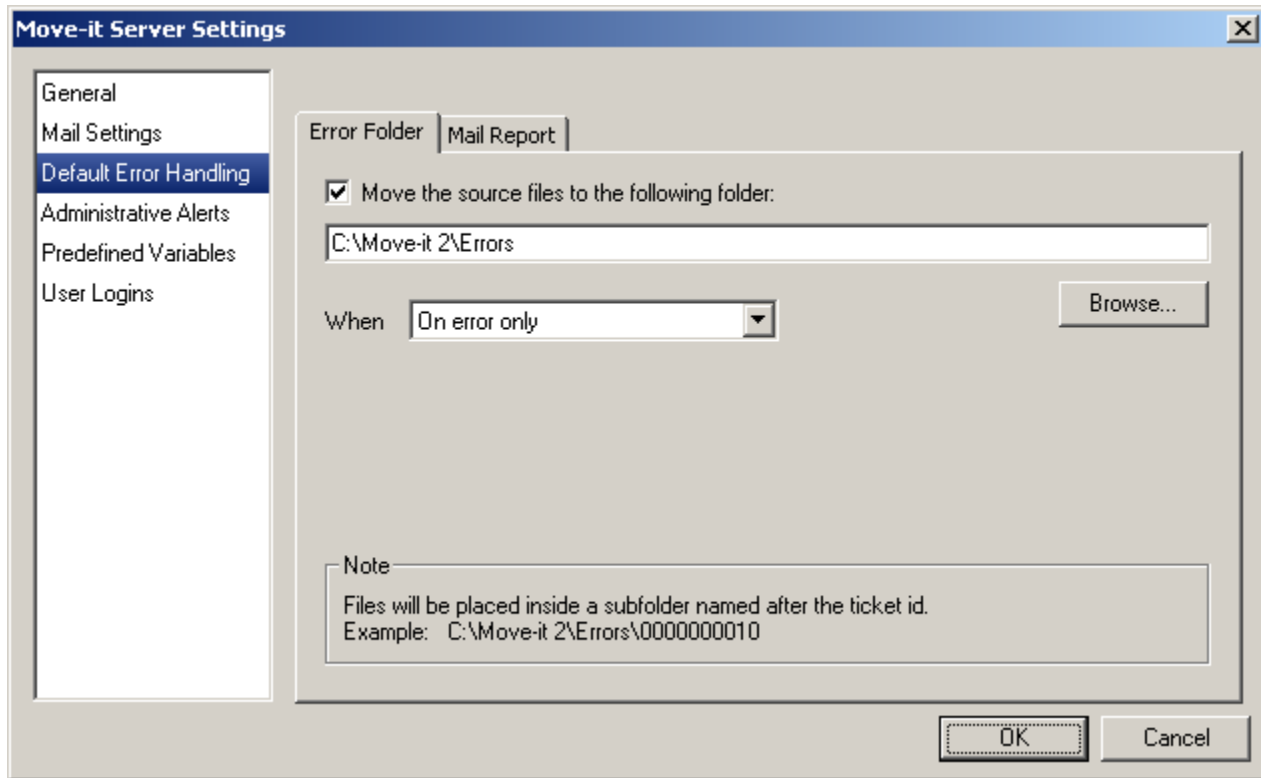 Move-it Server Settings
General
Mail Settings
Default Error Handling
Administrative Alerts
Predefined Variables
User Logins
Error Folder
Mail Report
Move the source files to the following folder:
C:\Move-it 2\Errors
When
On error only
Browse...
Note
Files will be placed inside a subfolder named after the ticket id.
Example: C:\Move-it 2\Errors\0000000010
OK
Cancel